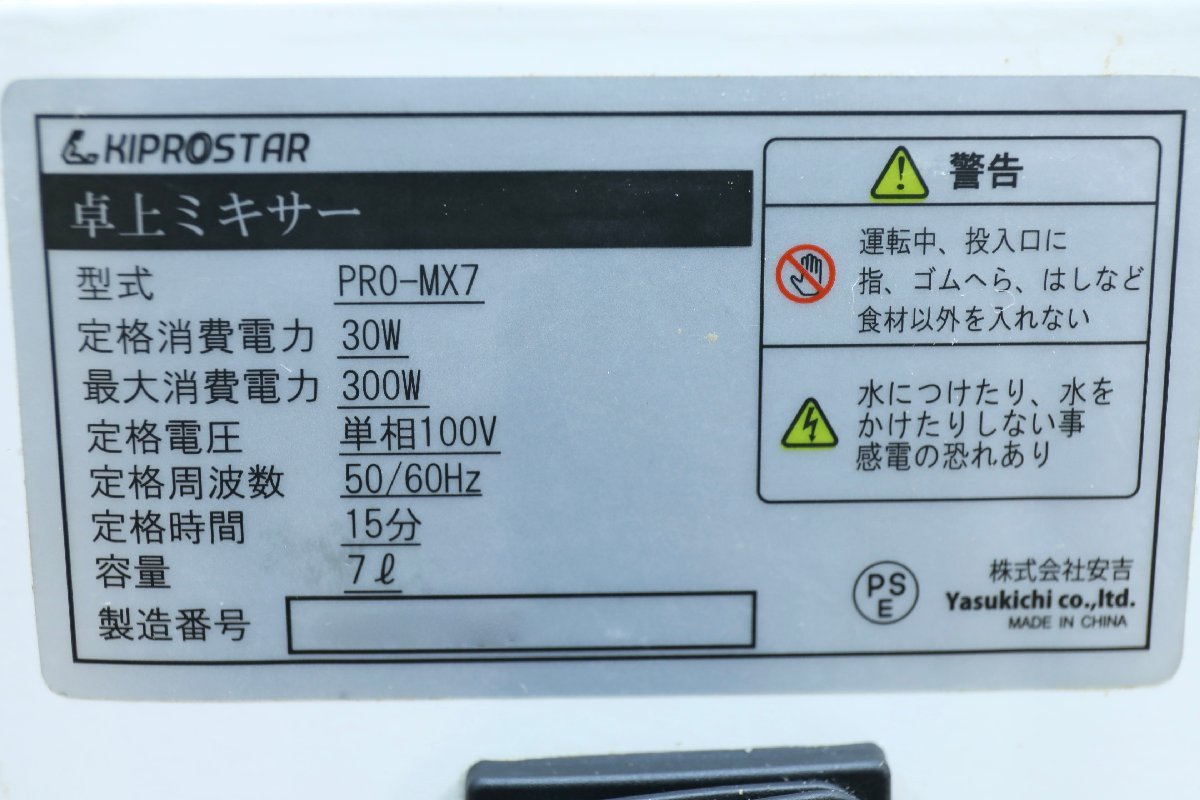 KIPROSTAR
卓上ミキサー
型式 PRO-MX7
定格消費電力 30W
最大消費電力 300W
定格電圧 単相100V
定格周波数 50/60Hz
定格時間 15分
容量 7ℓ
製造番号
警告
運転中、投入口に
指、ゴムへら、はしなど
食材以外を入れない
水につけたり、水を
かけたりしない事
感電の恐れあり
PS
E
株式会社安吉
Yasukichi co.,ltd.
MADE IN CHINA